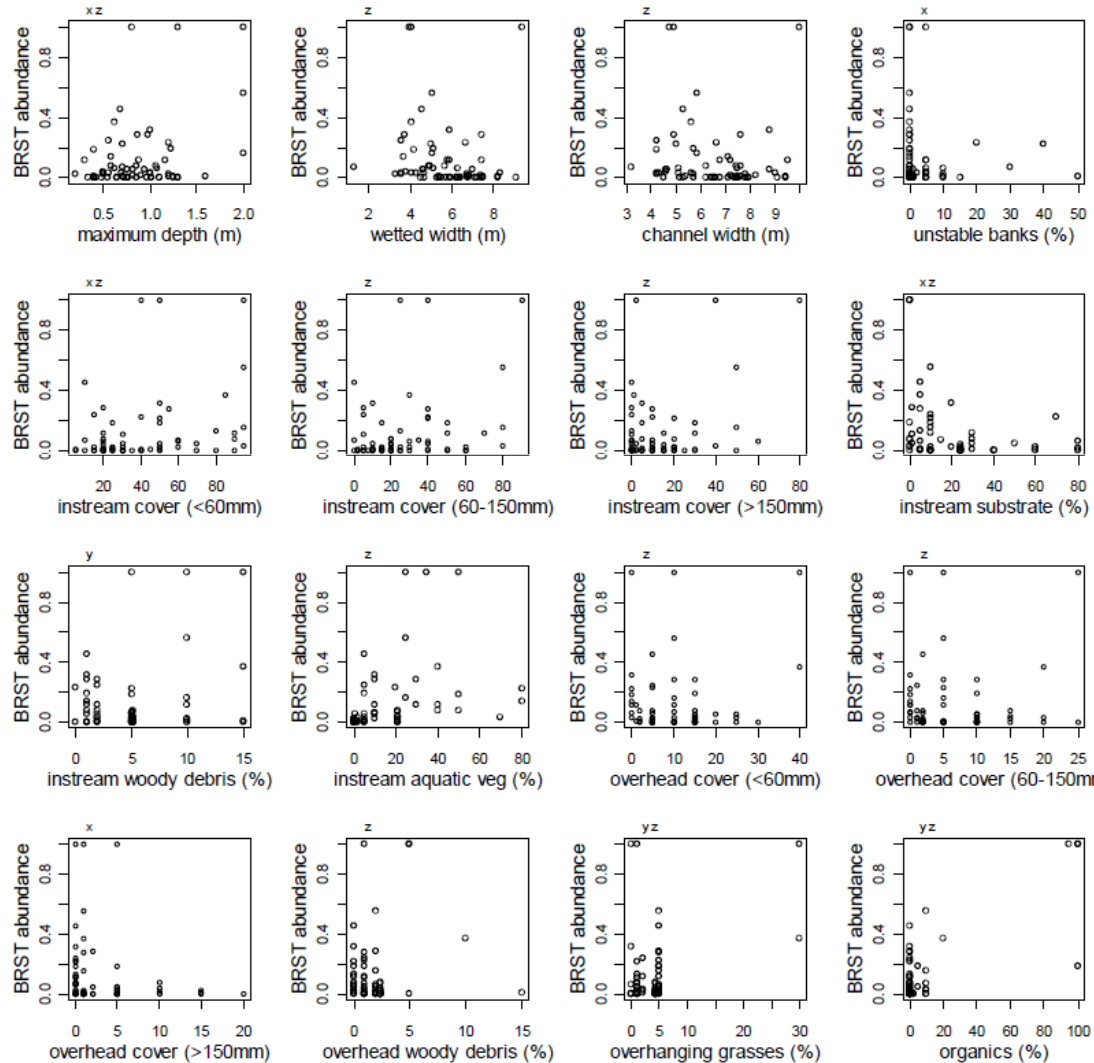 x z
z
z
x
BRST abundance
0.0 0.4 0.8
BRST abundance
0.0 0.4 0.8
BRST abundance
0.0 0.4 0.8
BRST abundance
0.0 0.4 0.8
0.5 1.0 1.5 2.0
2 4 6 8
3 4 5 6 7 8 9
0 10 20 30 40 50
maximum depth (m)
wetted width (m)
channel width (m)
unstable banks (%)
x z
z
z
x z
BRST abundance
0.0 0.4 0.8
BRST abundance
0.0 0.4 0.8
BRST abundance
0.0 0.4 0.8
BRST abundance
0.0 0.4 0.8
20 40 60 80
0 20 40 60 80
0 20 40 60 80
0 20 40 60 80
instream cover (<60mm)
instream cover (60-150mm)
instream cover (>150mm)
instream substrate (%)
y
z
z
z
BRST abundance
0.0 0.4 0.8
BRST abundance
0.0 0.4 0.8
BRST abundance
0.0 0.4 0.8
BRST abundance
0.0 0.4 0.8
0 5 10 15
0 20 40 60 80
0 10 20 30 40
0 5 10 15 20 25
instream woody debris (%)
instream aquatic veg (%)
overhead cover (<60mm)
overhead cover (60-150m
x
z
y z
y z
BRST abundance
0.0 0.4 0.8
BRST abundance
0.0 0.4 0.8
BRST abundance
0.0 0.4 0.8
BRST abundance
0.0 0.4 0.8
0 5 10 15 20
0 5 10 15
0 5 10 20 30
0 20 40 60 80 100
overhead cover (>150mm)
overhead woody debris (%)
overhanging grasses (%)
organics (%)